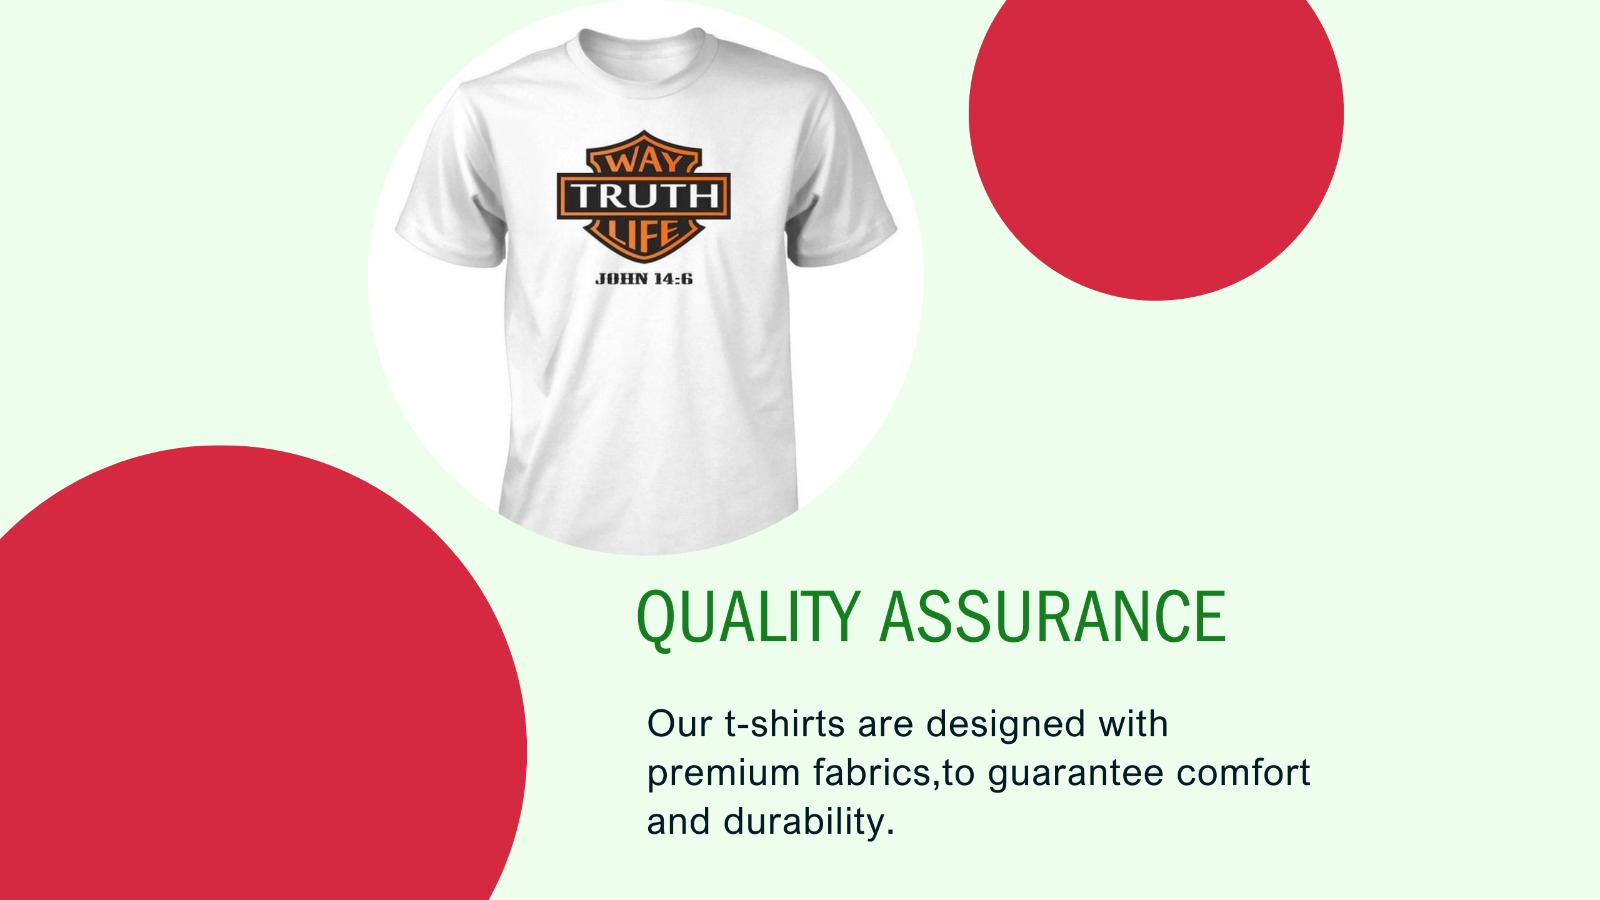 WAY
TRUTH
LIFE
JOHN 14:6
QUALITY ASSURANCE
Our t-shirts are designed with
premium fabrics,to guarantee comfort
and durability.